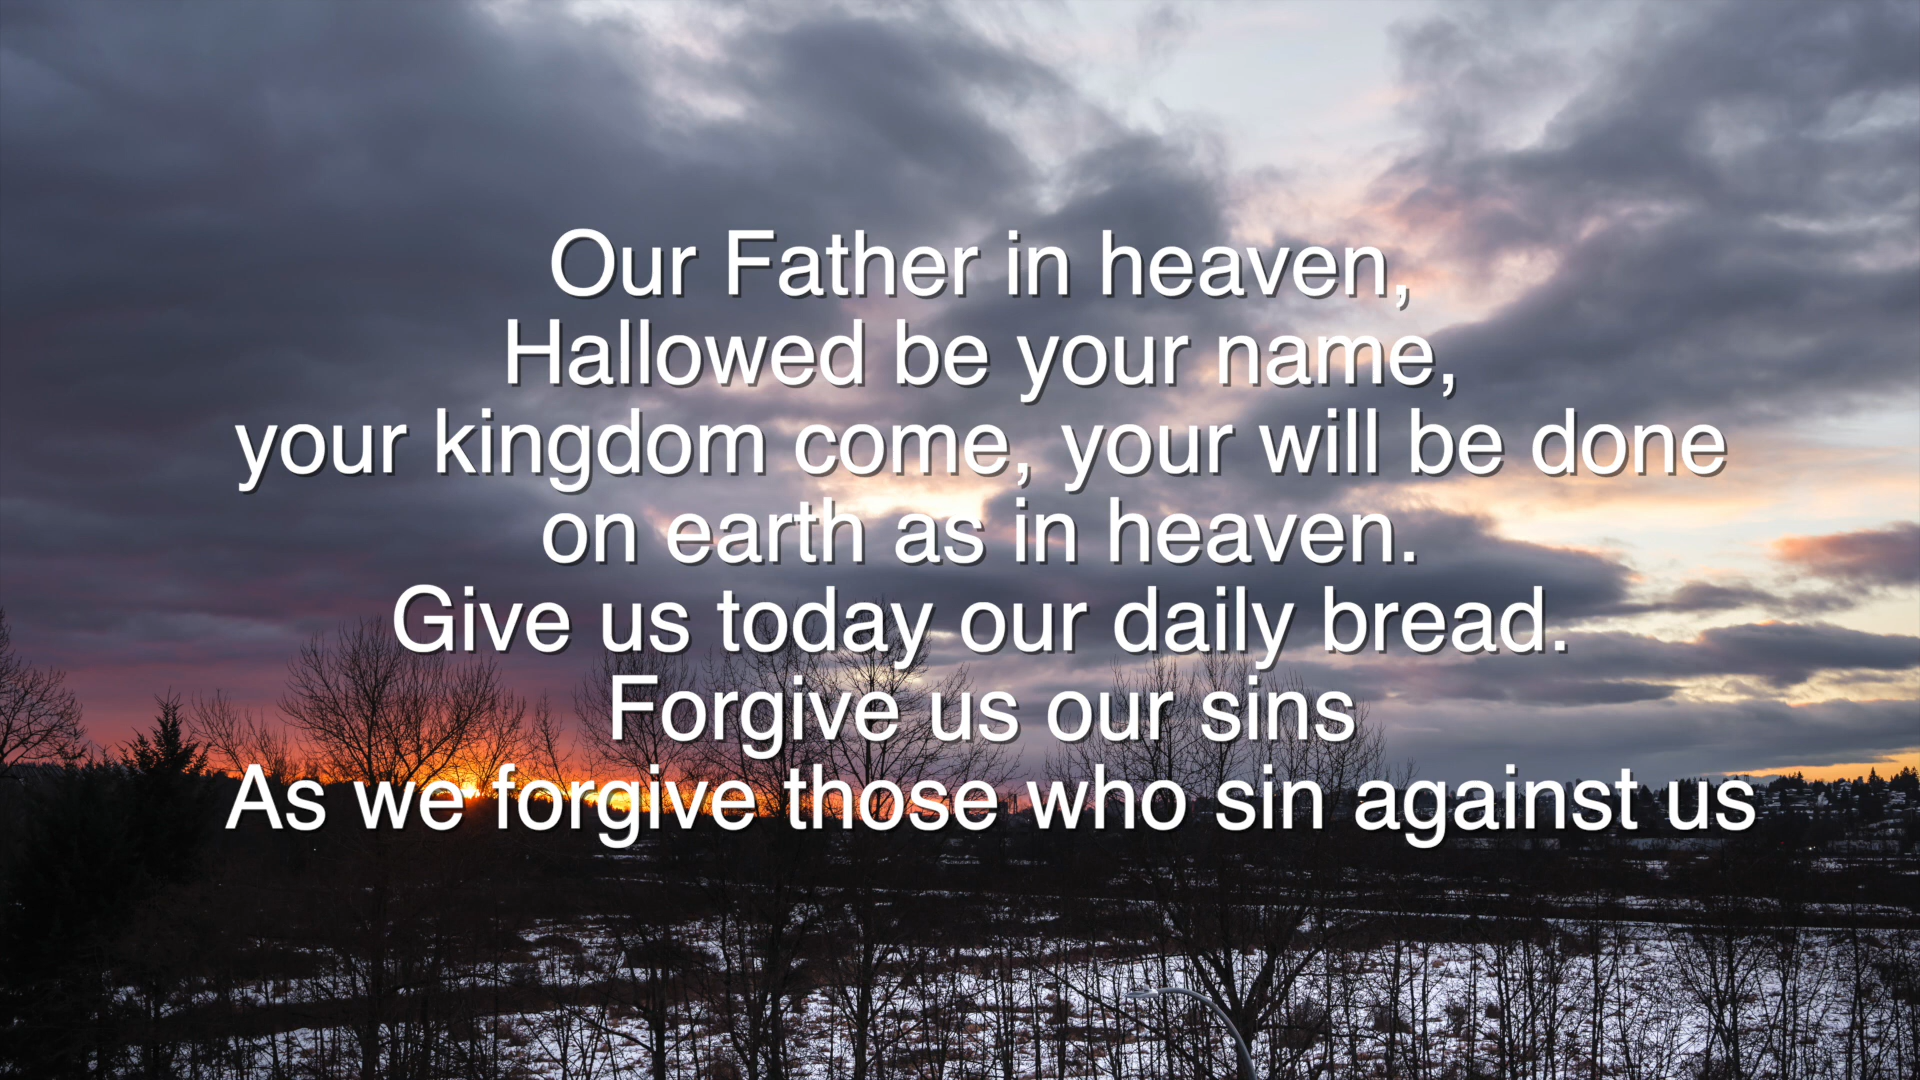 Our Father in heaven,
Hallowed be your name,
your kingdom come, your will be done
on earth as in heaven.
Give us today our daily bread.
Forgive us our sins
As we forgive those who sin against us